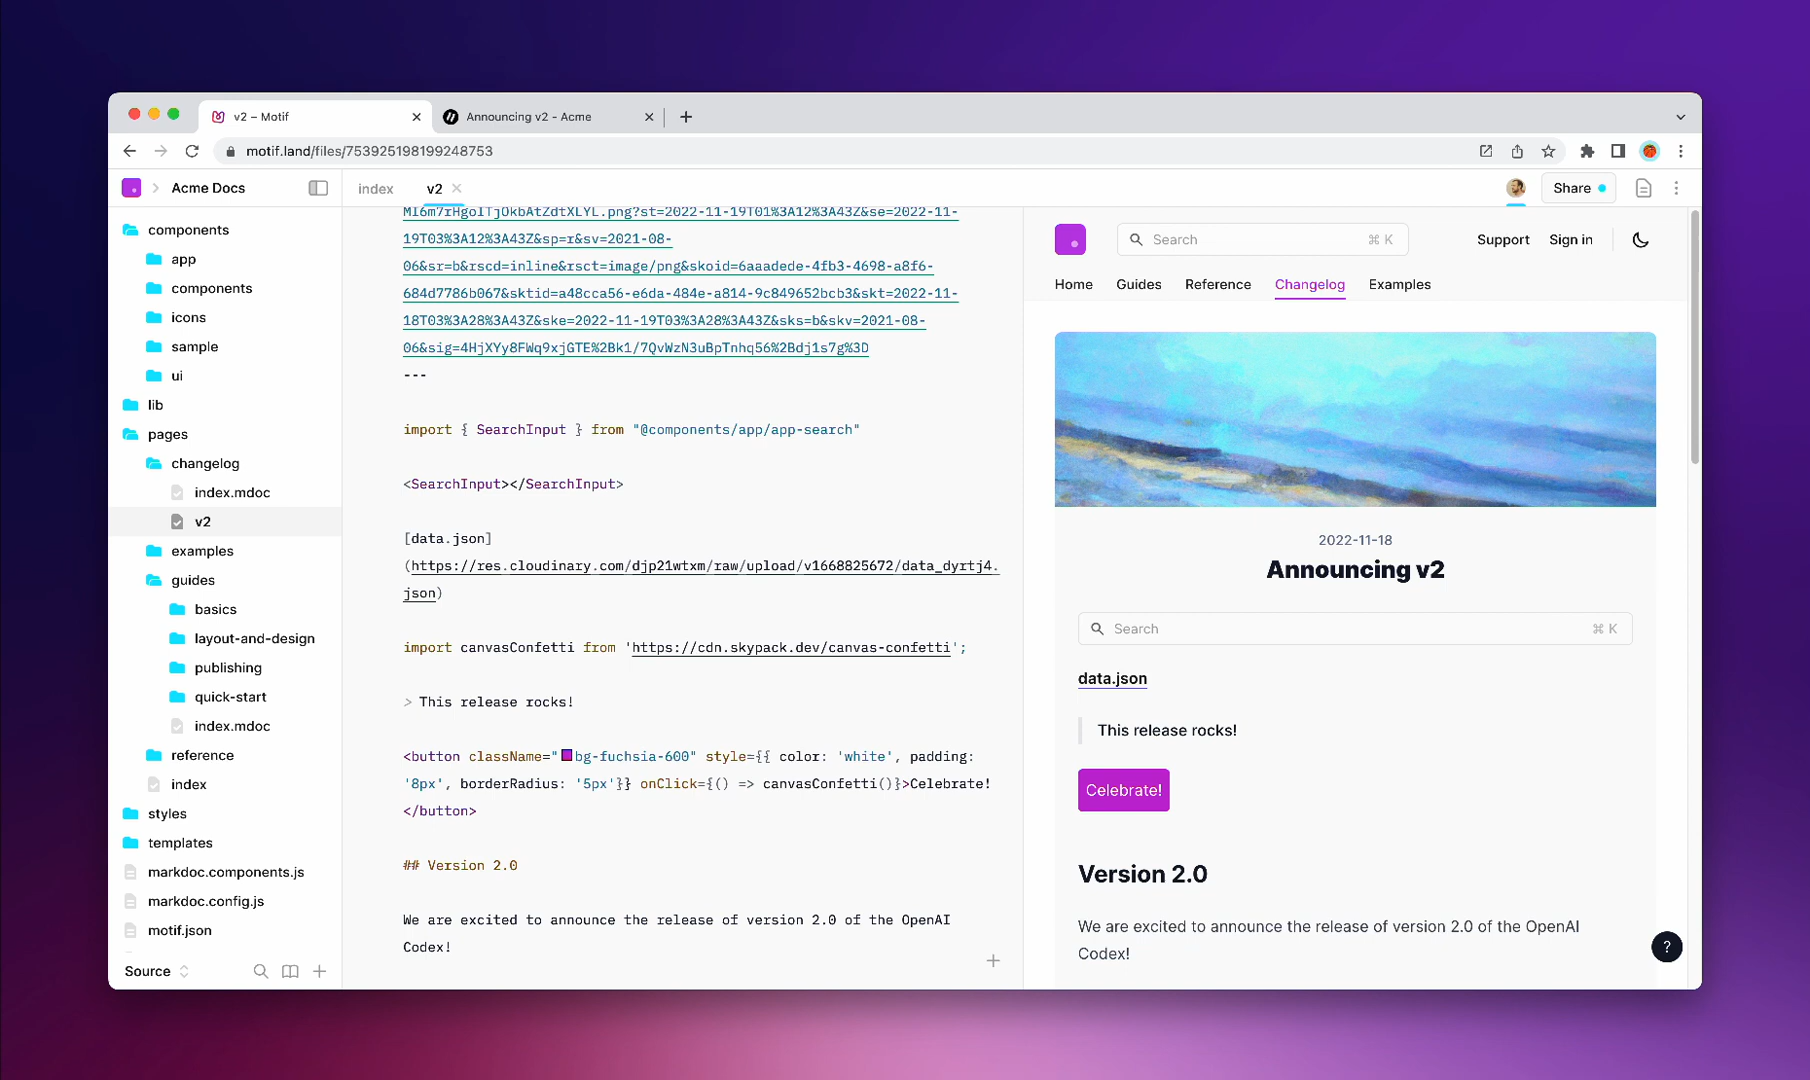 v2 – Motif
Announcing v2 - Acme
motif.land/files/753925198199248753
Acme Docs
index
v2
Share
components
app
components
icons
sample
ui
lib
pages
changelog
index.mdoc
v2
examples
guides
basics
layout-and-design
publishing
quick-start
index.mdoc
reference
index
styles
templates
markdoc.components.js
markdoc.config.js
motif.json
Source
19T03%3A12%3A43Z&sp=r&sv=2021-08-
06&sr=b&rscd=inline&rsct=image/png&skoid=6aaadede-4fb3-4698-a8f6-
684d7786b067&sktid=a48cca56-e6da-484e-a814-9c849652bcb3&skt=2022-11-
18T03%3A28%3A43Z&ske=2022-11-19T03%3A28%3A43Z&sks=b&skv=2021-08-
06&sig=4HjXYy8FWq9xjGTE%2Bk1/7QvWzN3uBpTnhq56%2Bdj1s7g%3D
---
import { SearchInput } from "@components/app/app-search"
<SearchInput></SearchInput>
[data.json]
(https://res.cloudinary.com/djp21wtxm/raw/upload/v1668825672/data_dyrtj4.
json)
import canvasConfetti from 'https://cdn.skypack.dev/canvas-confetti';
> This release rocks!
<button className="bg-fuchsia-600" style={{ color: 'white', padding:
'8px', borderRadius: '5px'}} onClick={() => canvasConfetti()}>Celebrate!
</button>
## Version 2.0
We are excited to announce the release of version 2.0 of the OpenAI
Codex!
Search ⌘ K
Support
Sign in
Home
Guides
Reference
Changelog
Examples
2022-11-18
Announcing v2
Search ⌘ K
data.json
This release rocks!
Celebrate!
Version 2.0
We are excited to announce the release of version 2.0 of the OpenAI
Codex!
?